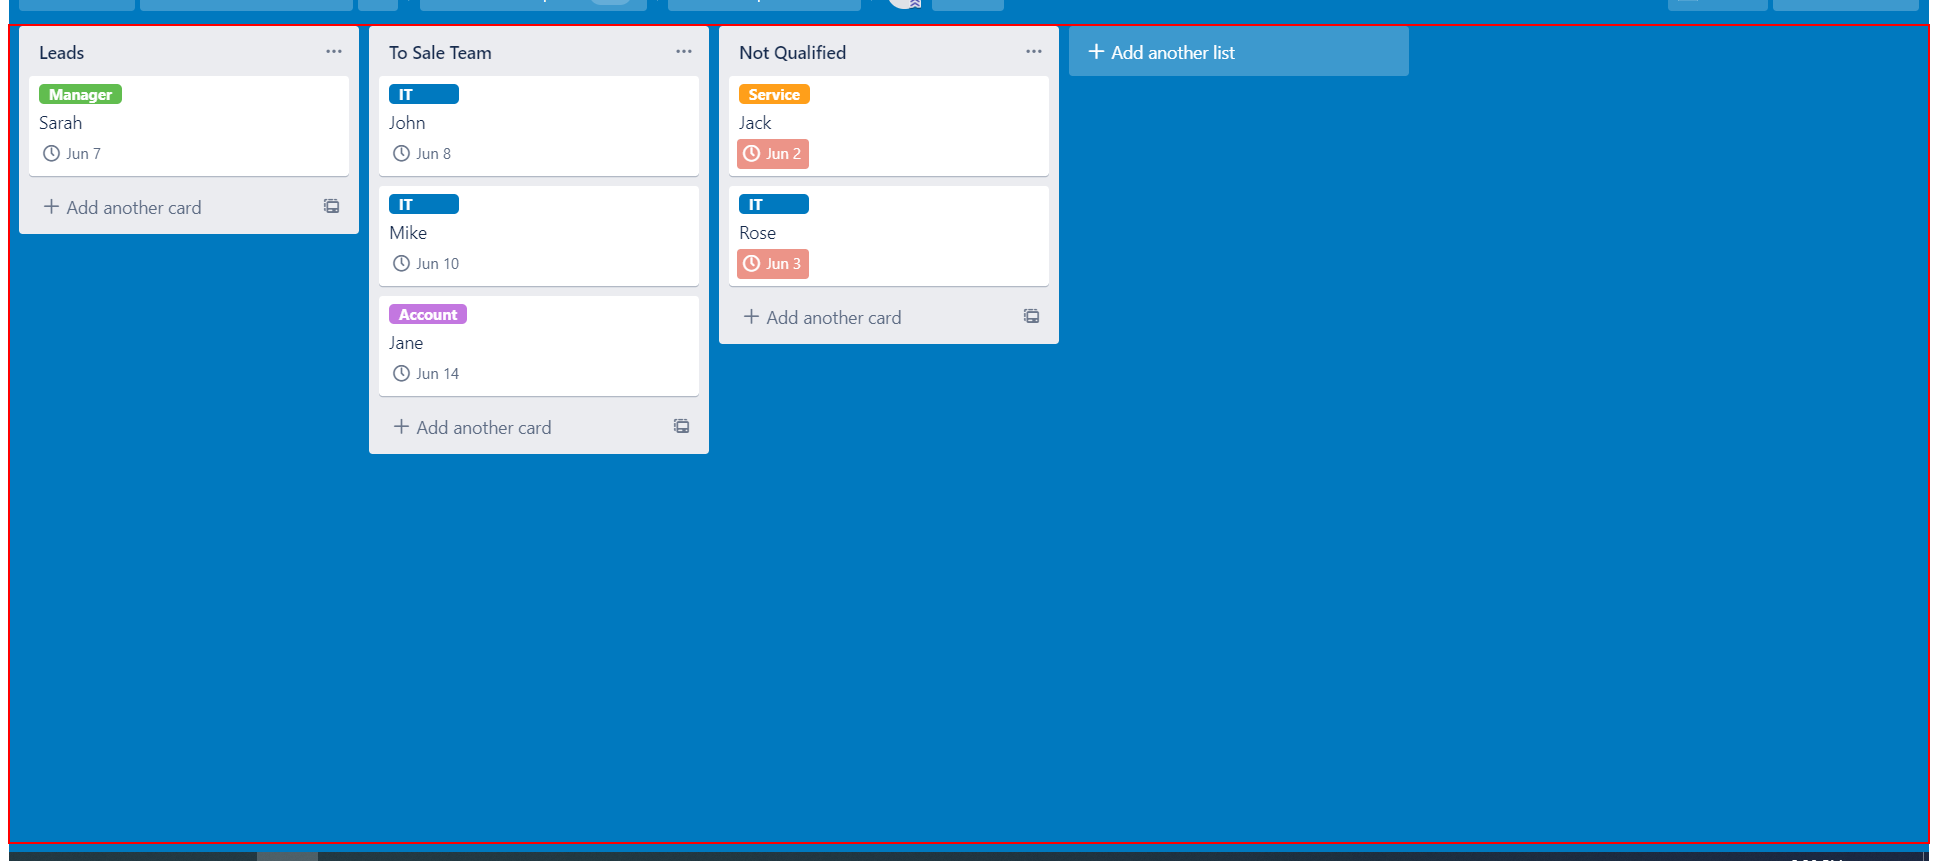 Leads
Manager
Sarah
Jun 7
Add another card
To Sale Team
IT
John
Jun 8
IT
Mike
Jun 10
Account
Jane
Jun 14
Add another card
Not Qualified
Service
Jack
Jun 2
IT
Rose
Jun 3
Add another card
Add another list